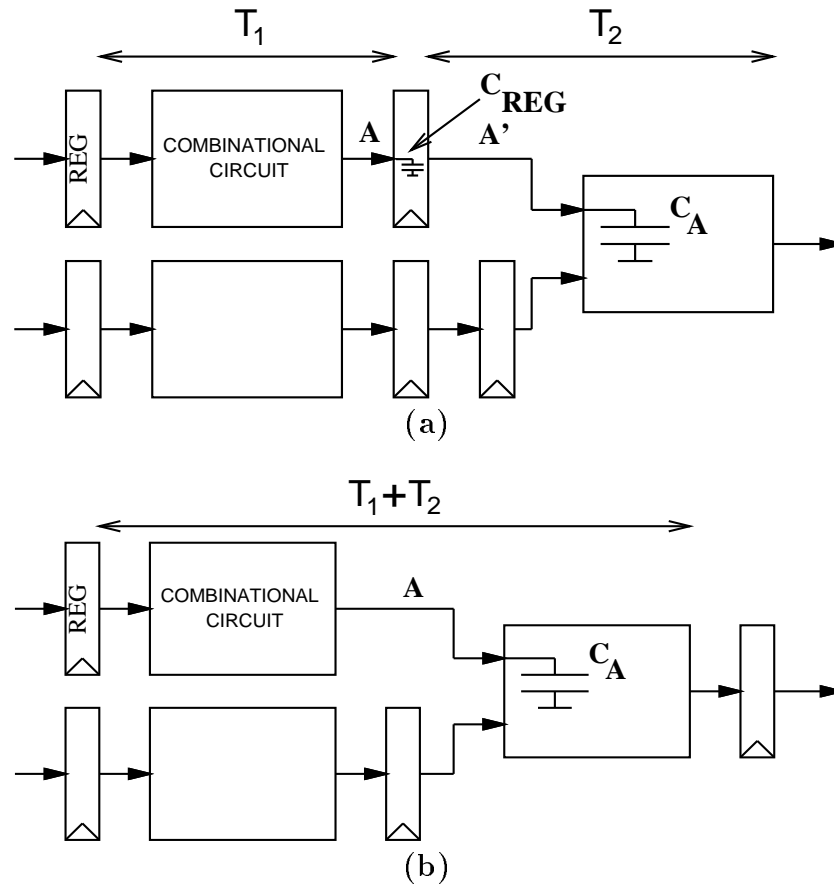 T1
T2
REG
COMBINATIONAL
CIRCUIT
A
CREG
A’
CA
(a)
T1+T2
REG
COMBINATIONAL
CIRCUIT
A
CA
(b)